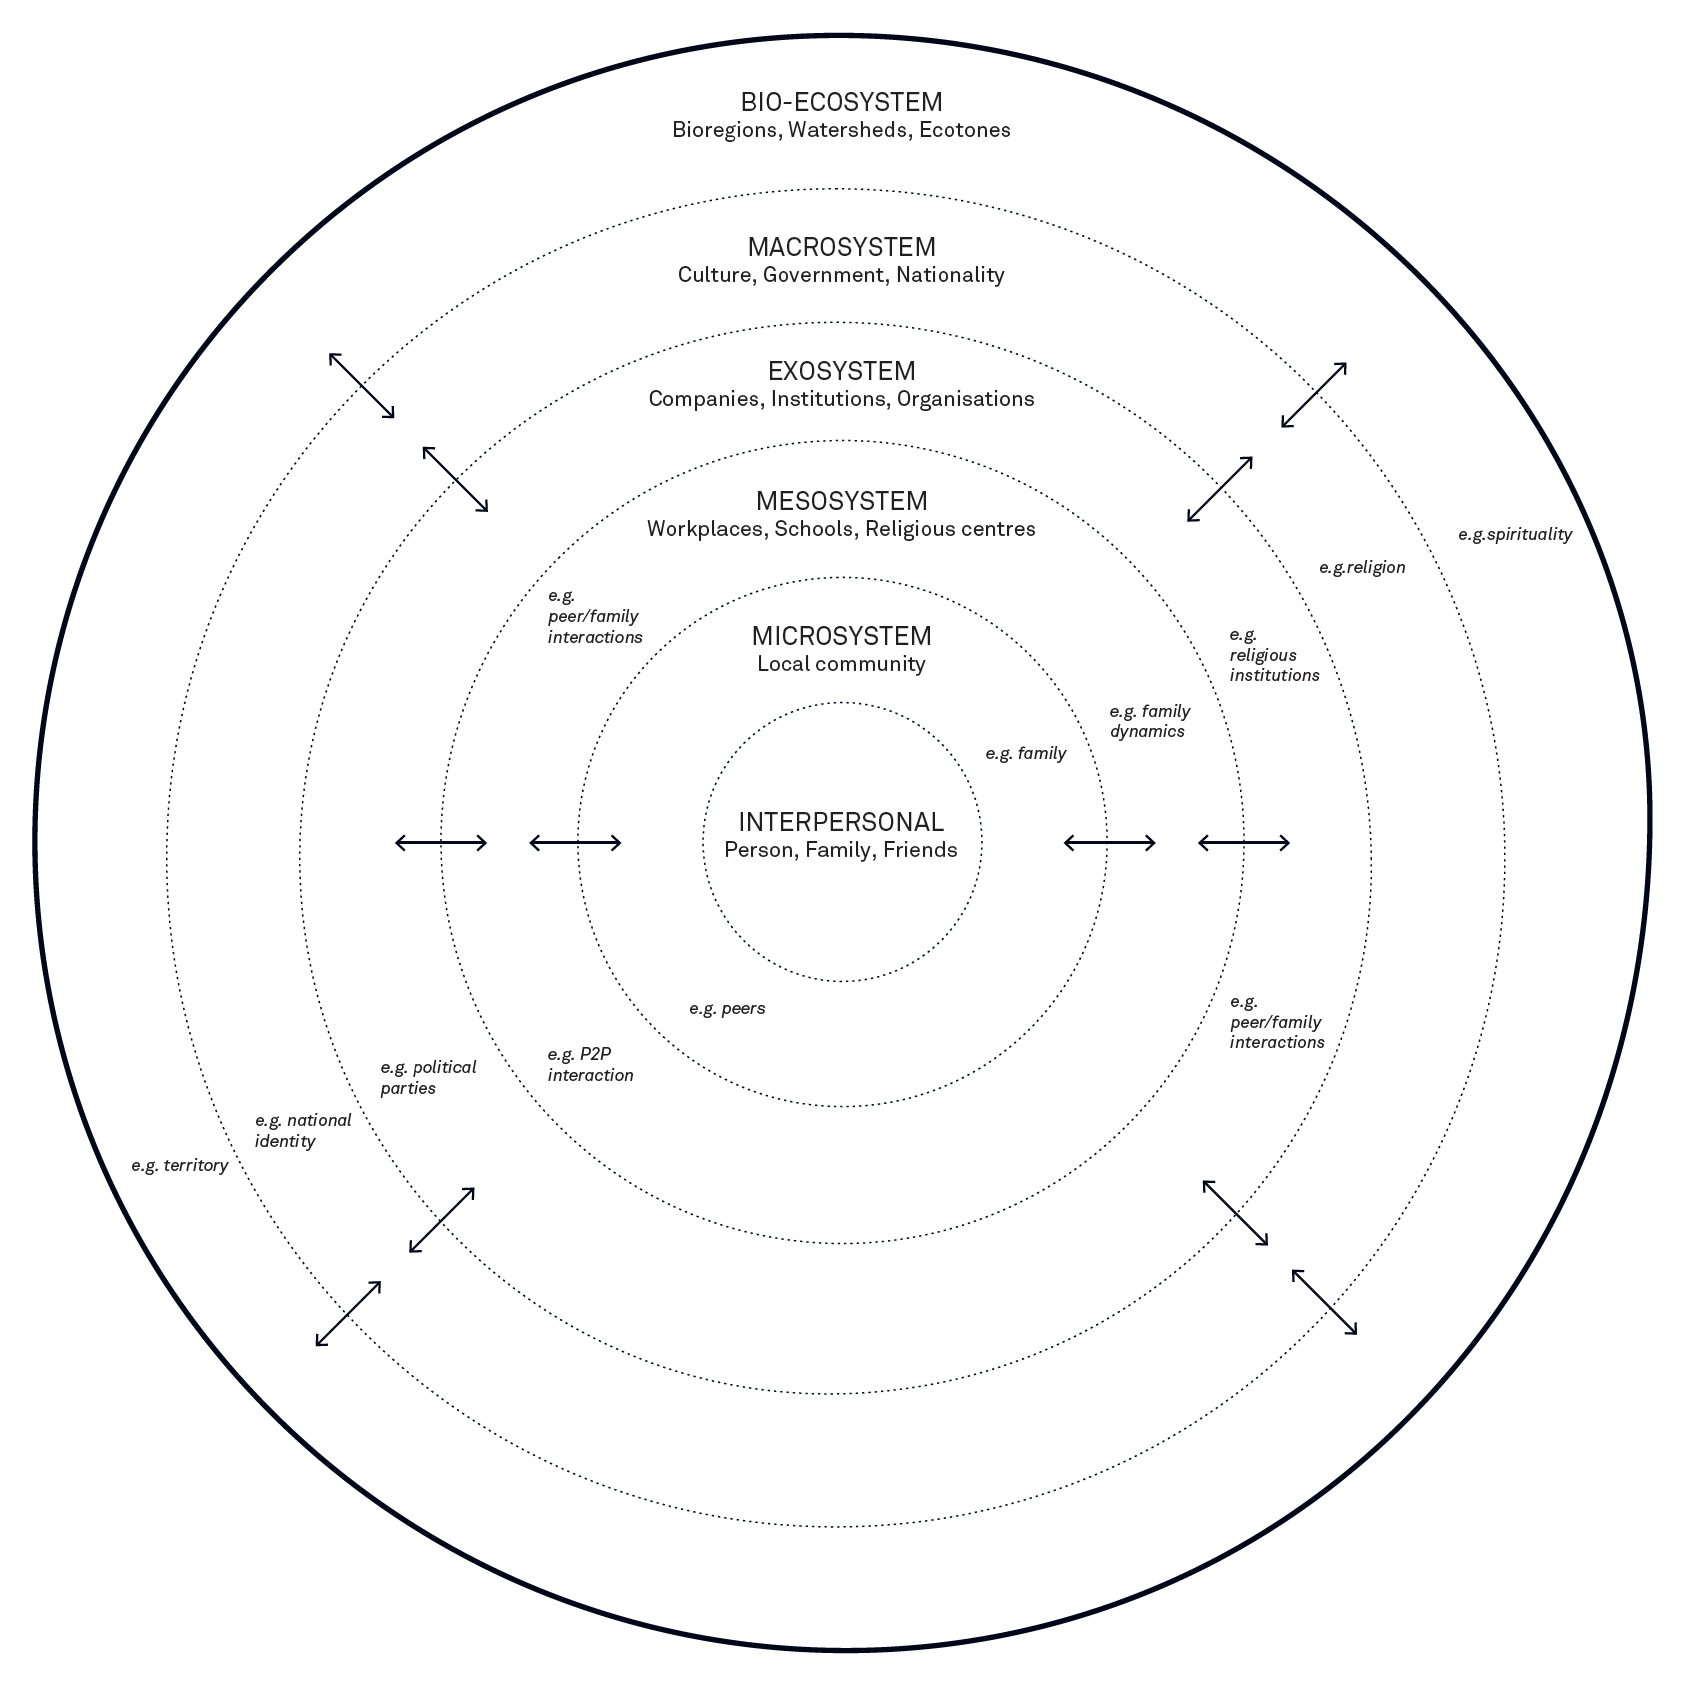 BIO-ECOSYSTEM
Bioregions, Watersheds, Ecotones
MACROSYSTEM
Culture, Government, Nationality
EXOSYSTEM
Companies, Institutions, Organisations
MESOSYSTEM
Workplaces, Schools, Religious centres
e.g.spirituality
e.g.religion
e.g.
peer/family
interactions
MICROSYSTEM
Local community
e.g.
religious
institutions
e.g. family
dynamics
e.g. family
INTERPERSONAL
Person, Family, Friends
e.g. peers
e.g.
peer/family
interactions
e.g. P2P
interaction
e.g. political
parties
e.g. national
identity
e.g. territory